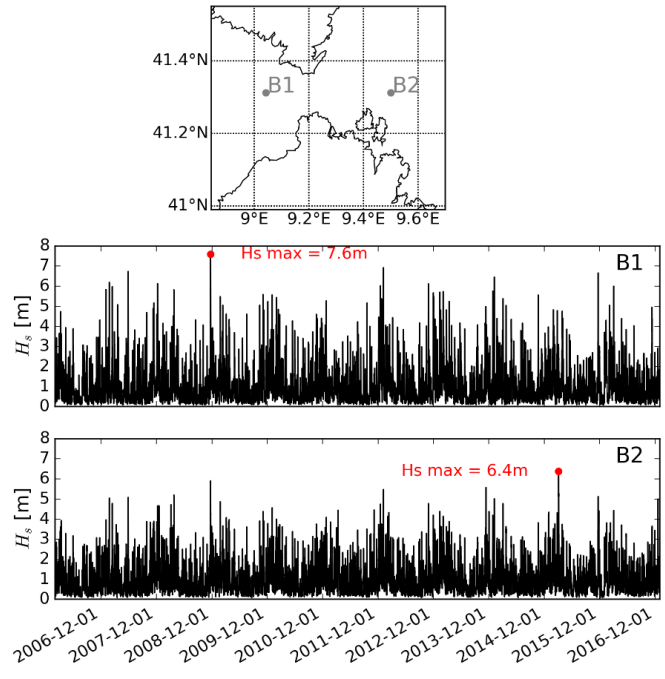 41.4°N
B1
B2
41.2°N
41°N
9°E
9.2°E
9.4°E
9.6°E
8
7
6
5
4
3
2
1
0
Hs [m]
Hs max = 7.6m
B1
8
7
6
5
4
3
2
1
0
Hs [m]
Hs max = 6.4m
B2
2006-12-01
2007-12-01
2008-12-01
2009-12-01
2010-12-01
2011-12-01
2012-12-01
2013-12-01
2014-12-01
2015-12-01
2016-12-01